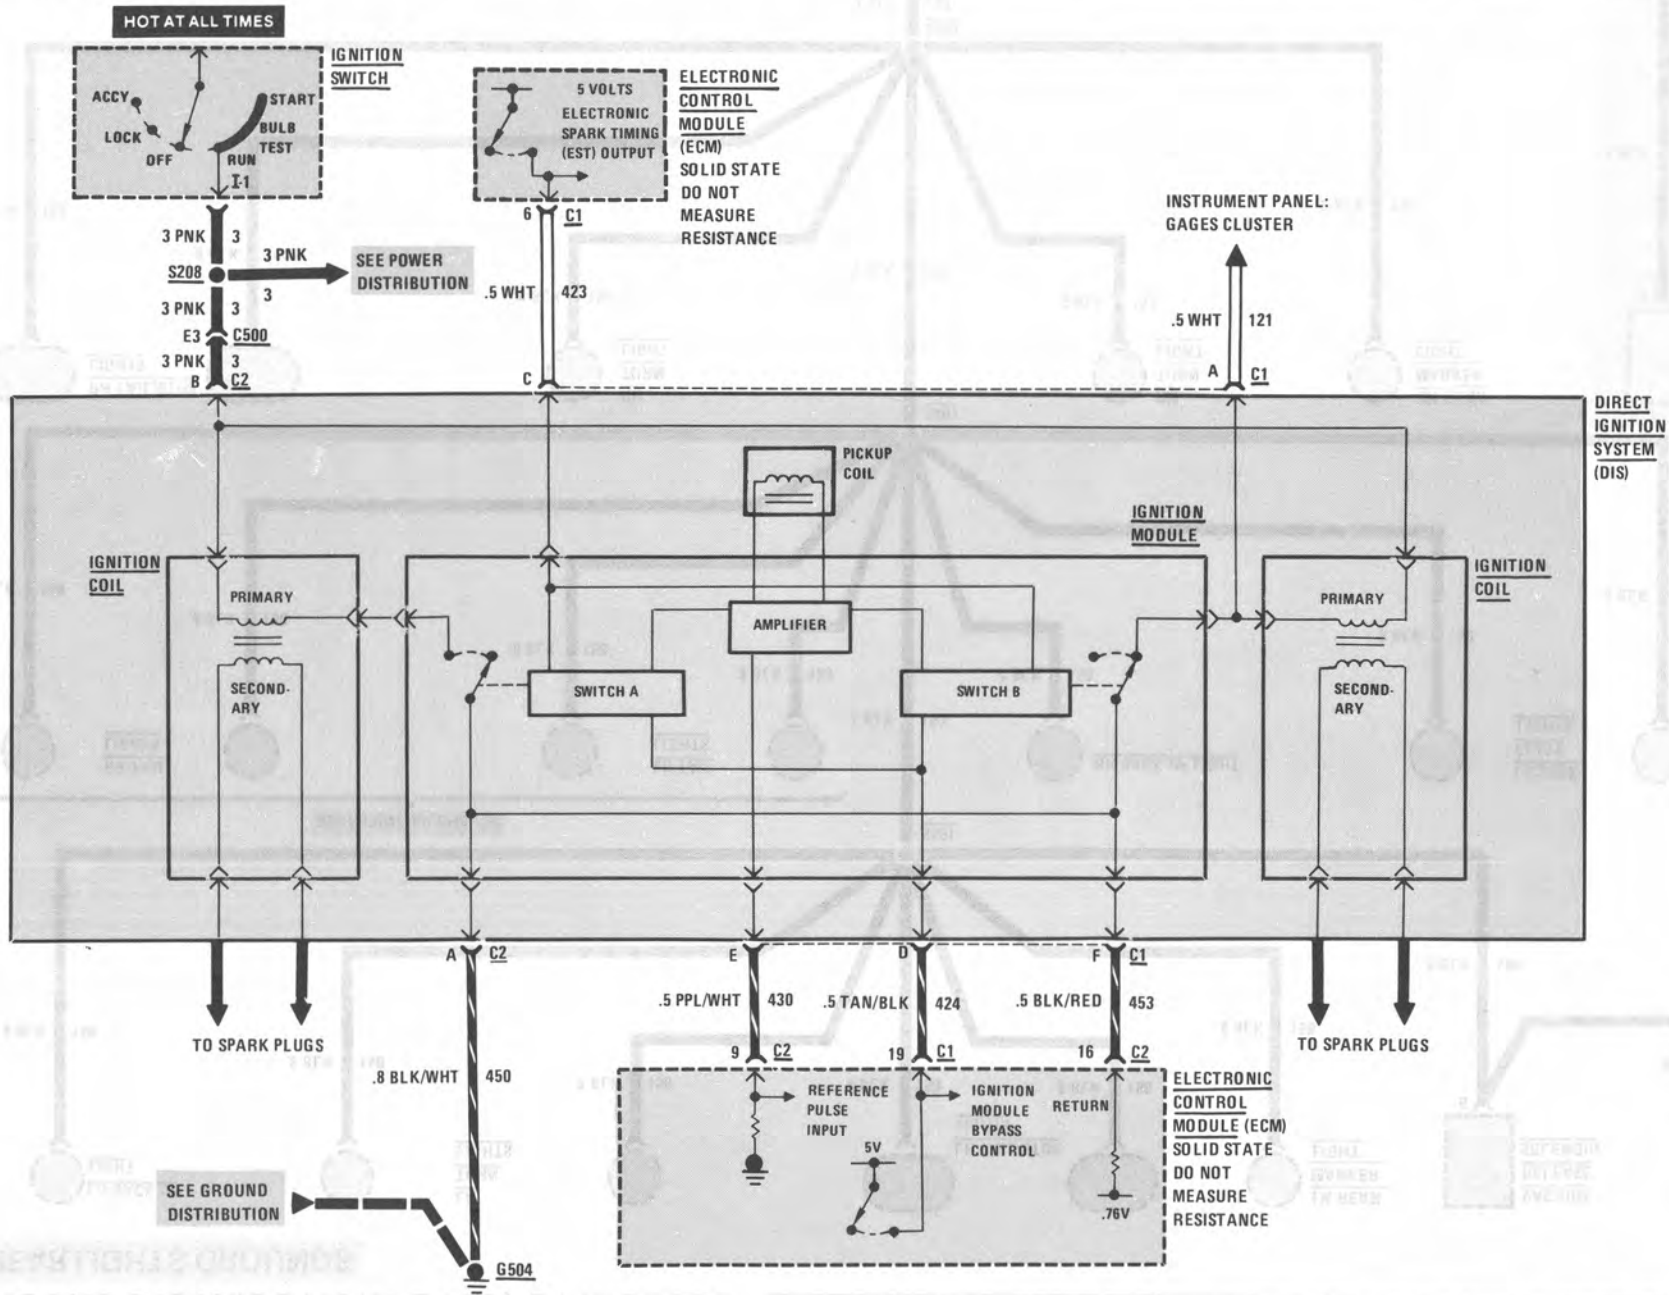 HOT AT ALL TIMES
IGNITION
SWITCH
ACCY
LOCK
OFF
START
BULB
TEST
RUN
I-1
5 VOLTS
ELECTRONIC
SPARK TIMING
(EST) OUTPUT
ELECTRONIC
CONTROL
MODULE
(ECM)
SOLID STATE
DO NOT
MEASURE
RESISTANCE
6 C1
3 PNK 3
S208
3 PNK
3
SEE POWER
DISTRIBUTION
3 PNK 3
E3 C500
3 PNK 3
B C2
.5 WHT 423
C
INSTRUMENT PANEL:
GAGES CLUSTER
.5 WHT 121
A C1
DIRECT
IGNITION
SYSTEM
(DIS)
PICKUP
COIL
IGNITION
MODULE
IGNITION
COIL
PRIMARY
SECOND-
ARY
AMPLIFIER
SWITCH A
SWITCH B
IGNITION
COIL
PRIMARY
SECOND-
ARY
TO SPARK PLUGS
A C2
E
D
F C1
TO SPARK PLUGS
.8 BLK/WHT 450
.5 PPL/WHT 430
.5 TAN/BLK 424
.5 BLK/RED 453
9 C2
19 C1
16 C2
REFERENCE
PULSE
INPUT
IGNITION
MODULE
BYPASS
CONTROL
RETURN
5V
.76V
ELECTRONIC
CONTROL
MODULE (ECM)
SOLID STATE
DO NOT
MEASURE
RESISTANCE
SEE GROUND
DISTRIBUTION
G504